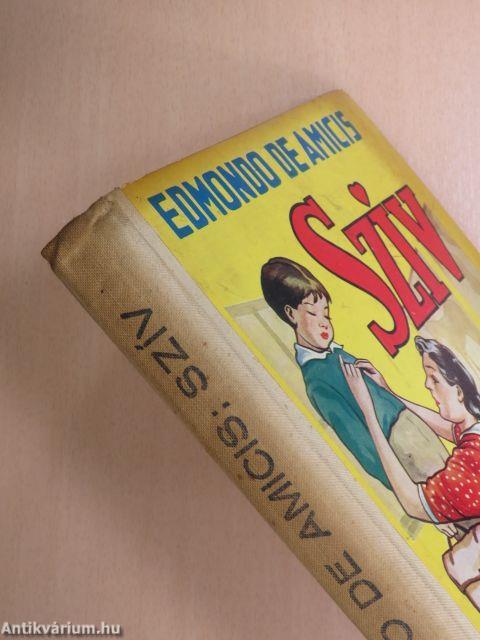 EDMONDO DE AMICIS
SZÍV
O DE AMICIS: SZÍV
Antikvárium.hu